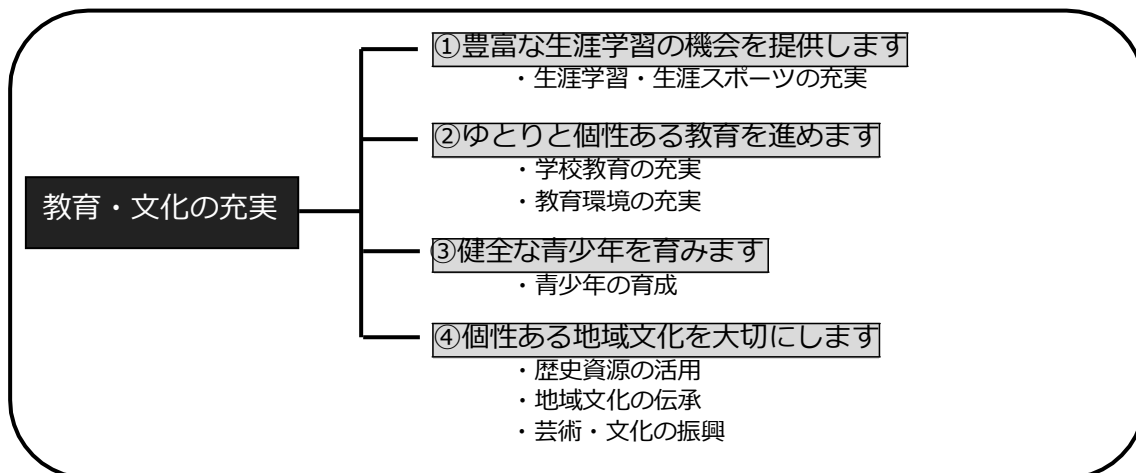 教育・文化の充実
①豊富な生涯学習の機会を提供します
・生涯学習・生涯スポーツの充実
②ゆとりと個性ある教育を進めます
・学校教育の充実
・教育環境の充実
③健全な青少年を育みます
・青少年の育成
④個性ある地域文化を大切にします
・歴史資源の活用
・地域文化の伝承
・芸術・文化の振興